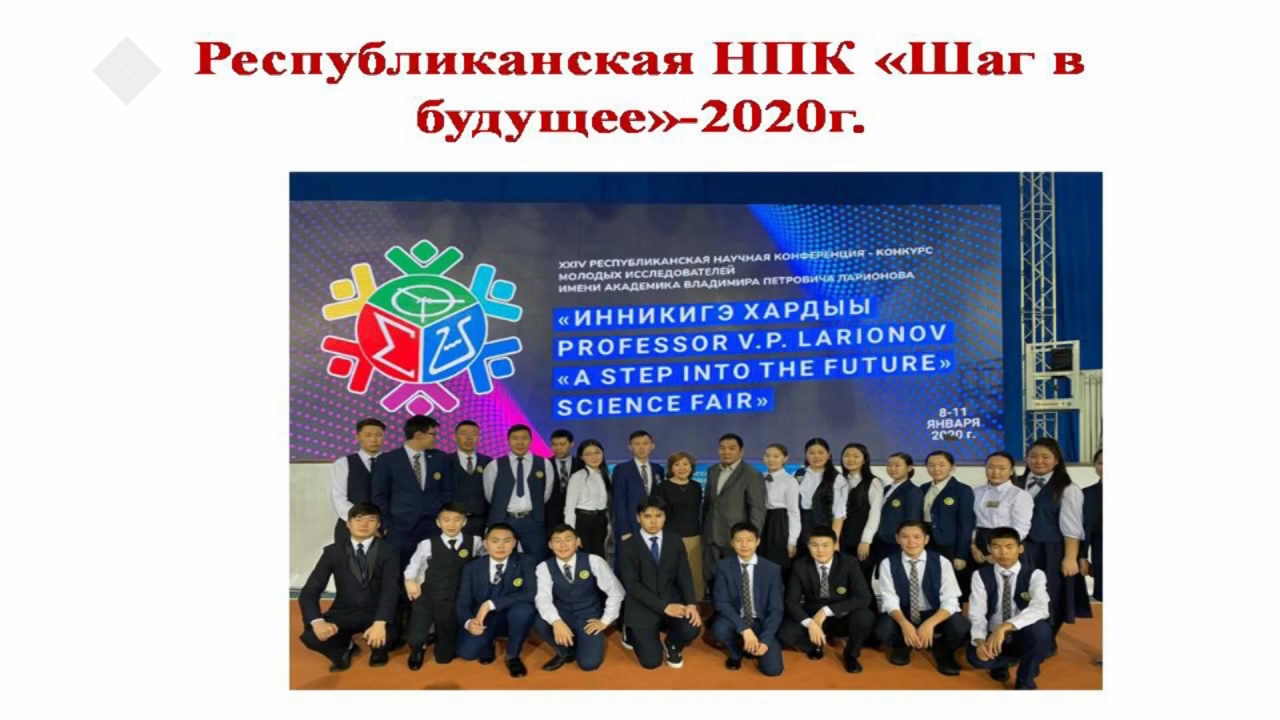 Республиканская НПК «Шаг в
будущее»-2020г.
XXIV РЕСПУБЛИКАНСКАЯ НАУЧНАЯ КОНФЕРЕНЦИЯ - КОНКУРС
МОЛОДЫХ ИССЛЕДОВАТЕЛЕЙ
ИМЕНИ АКАДЕМИКА ВЛАДИМИРА ПЕТРОВИЧА ЛАРИОНОВА
«ИННИКИГЭ ХАРДЫЫ
PROFESSOR V.P. LARIONOV
«A STEP INTO THE FUTURE»
SCIENCE FAIR»
8-11
ЯНВАРЯ
2020 г.